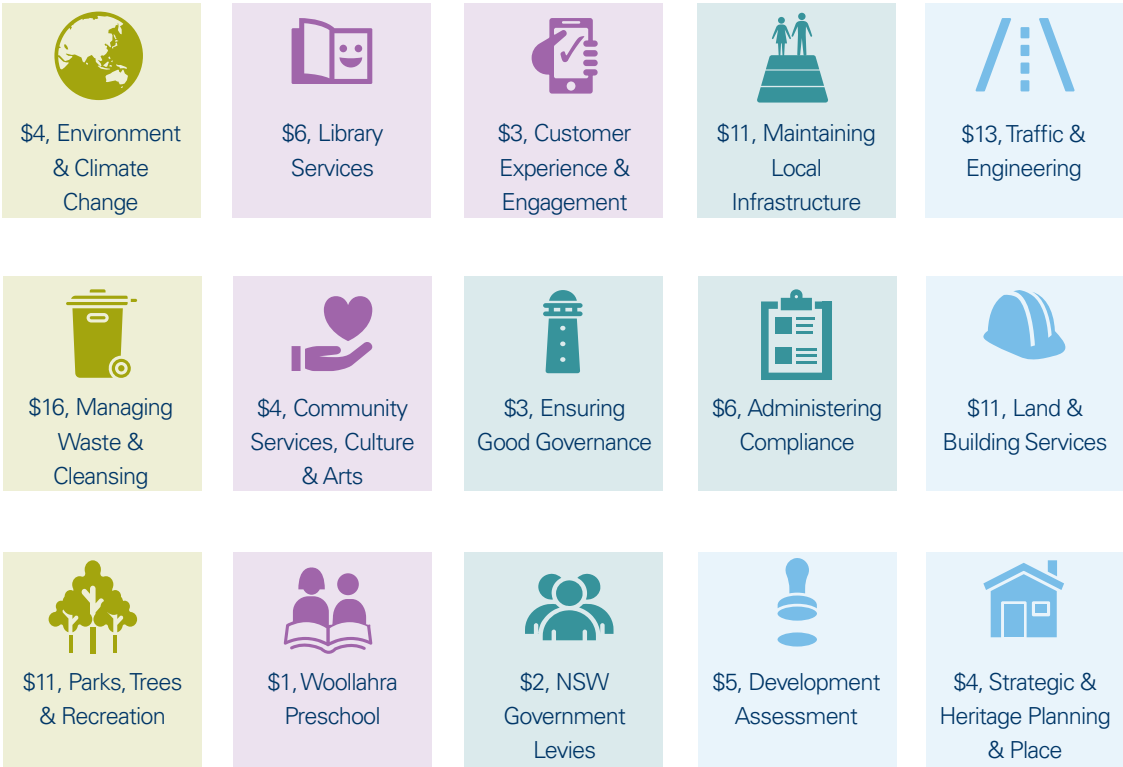 $4, Environment
& Climate
Change
$6, Library
Services
$3, Customer
Experience &
Engagement
$11, Maintaining
Local
Infrastructure
$13, Traffic &
Engineering
$16, Managing
Waste &
Cleansing
$4, Community
Services, Culture
& Arts
$3, Ensuring
Good Governance
$6, Administering
Compliance
$11, Land &
Building Services
$11, Parks, Trees
& Recreation
$1, Woollahra
Preschool
$2, NSW
Government
Levies
$5, Development
Assessment
$4, Strategic &
Heritage Planning
& Place